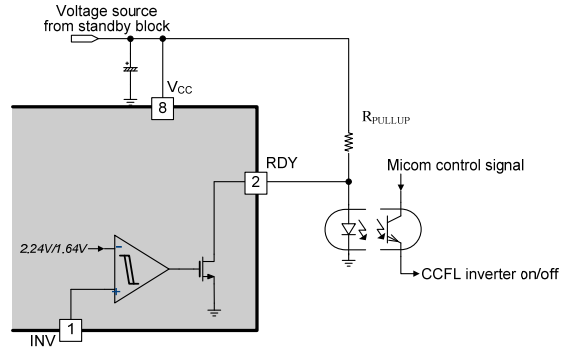 Voltage source
from standby block
+
VCC
8
RPULLUP
RDY
2
Micom control signal
2.24V/1.64V
-
+
CCFL inverter on/off
INV
1